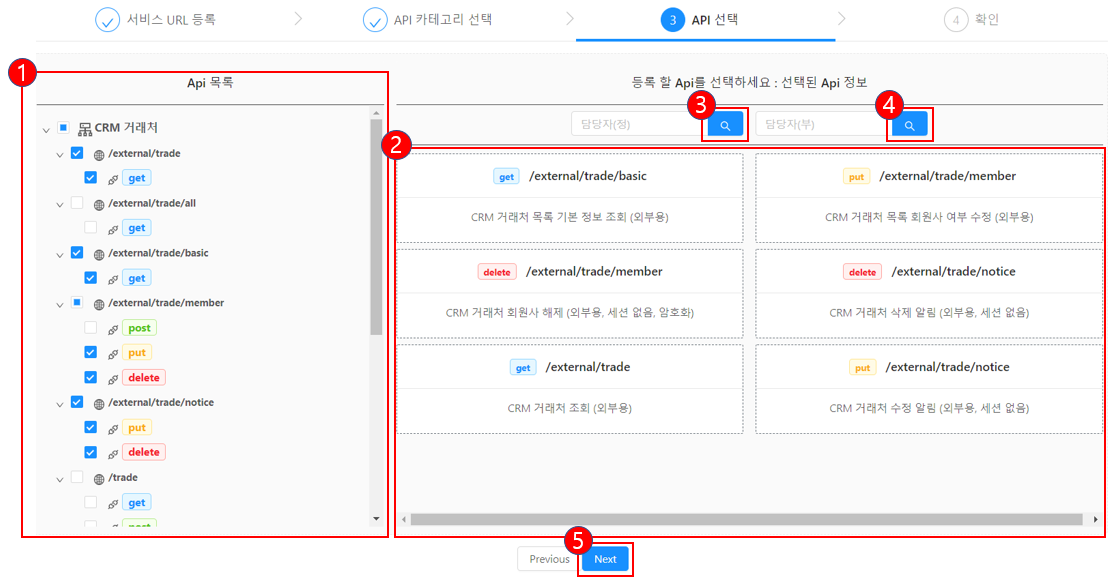 서비스 URL 등록
API 카테고리 선택
3 API 선택
4 확인
1
Api 목록
CRM 거래처
/external/trade
get
/external/trade/all
get
/external/trade/basic
get
/external/trade/member
post
put
delete
/external/trade/notice
put
delete
/trade
get
post
등록 할 Api를 선택하세요 : 선택된 Api 정보
담당자(정)
3
담당자(부)
4
2
get /external/trade/basic
CRM 거래처 목록 기본 정보 조회 (외부용)
put /external/trade/member
CRM 거래처 목록 회원사 여부 수정 (외부용)
delete /external/trade/member
CRM 거래처 회원사 해제 (외부용, 세션 없음, 암호화)
delete /external/trade/notice
CRM 거래처 삭제 알림 (외부용, 세션 없음)
get /external/trade
CRM 거래처 조회 (외부용)
put /external/trade/notice
CRM 거래처 수정 알림 (외부용, 세션 없음)
5
Previous
Next